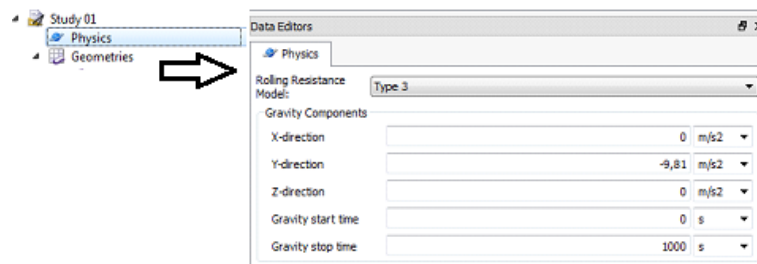 Study 01
Physics
Geometries
Data Editors
Physics
Rolling Resistance
Model:
Type 3
Gravity Components
X-direction 0 m/s2
Y-direction -9,81 m/s2
Z-direction 0 m/s2
Gravity start time 0 s
Gravity stop time 1000 s